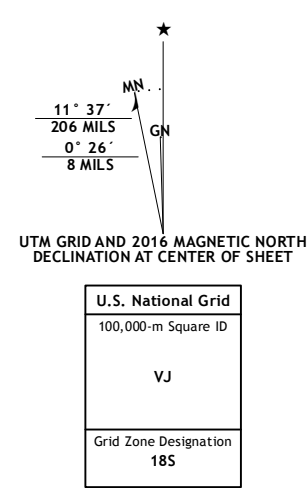 ★
MN
11° 37´
206 MILS
GN
0° 26´
8 MILS
UTM GRID AND 2016 MAGNETIC NORTH
DECLINATION AT CENTER OF SHEET
U.S. National Grid
100,000-m Square ID
VJ
Grid Zone Designation
18S